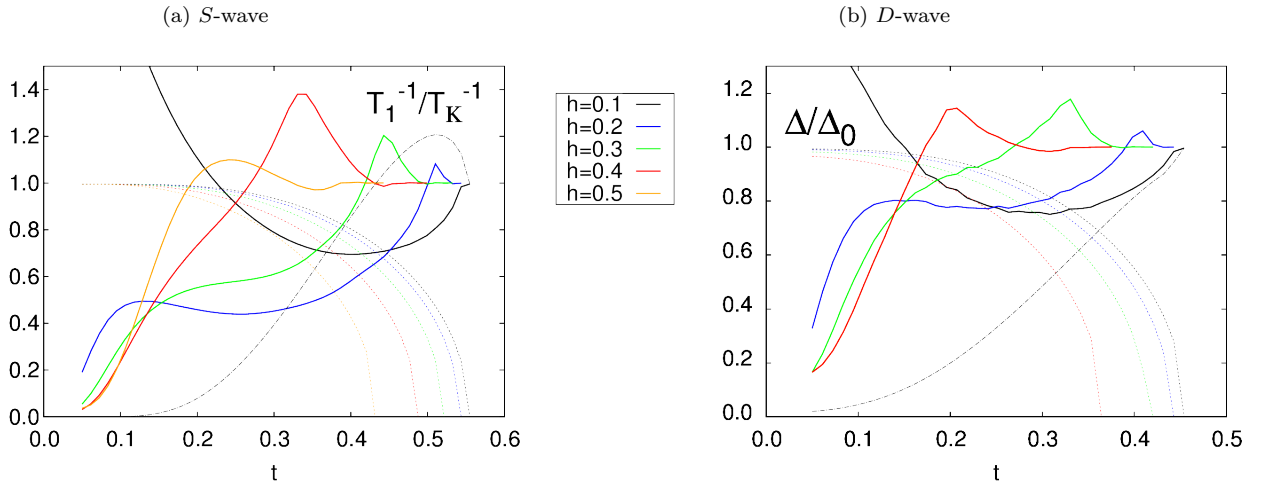 (a) S-wave
(b) D-wave
T₁⁻¹/T_K⁻¹
1.4
1.2
1.0
0.8
0.6
0.4
0.2
0.0
0.0 0.1 0.2 0.3 0.4 0.5 0.6
t
h=0.1
h=0.2
h=0.3
h=0.4
h=0.5
Δ/Δ₀
1.2
1.0
0.8
0.6
0.4
0.2
0.0
0.0 0.1 0.2 0.3 0.4 0.5
t